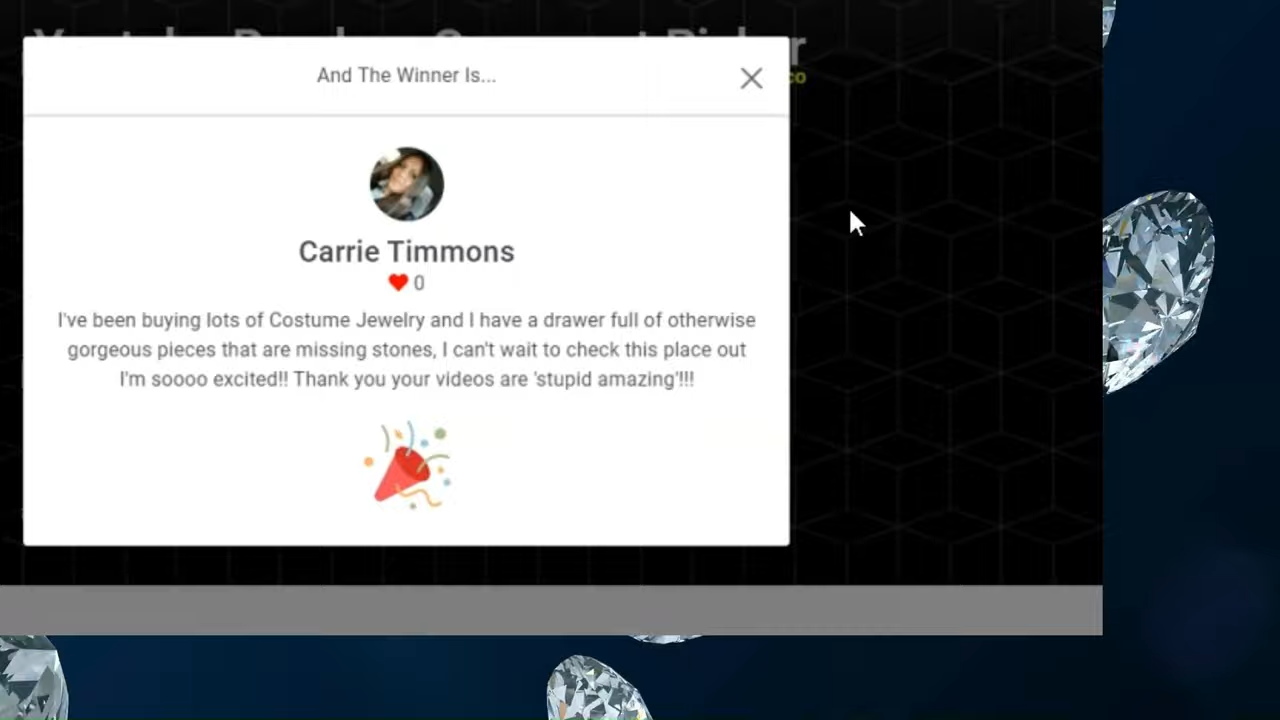 And The Winner Is...
Carrie Timmons
0
I've been buying lots of Costume Jewelry and I have a drawer full of otherwise
gorgeous pieces that are missing stones, I can't wait to check this place out
I'm soooo excited!! Thank you your videos are 'stupid amazing'!!!